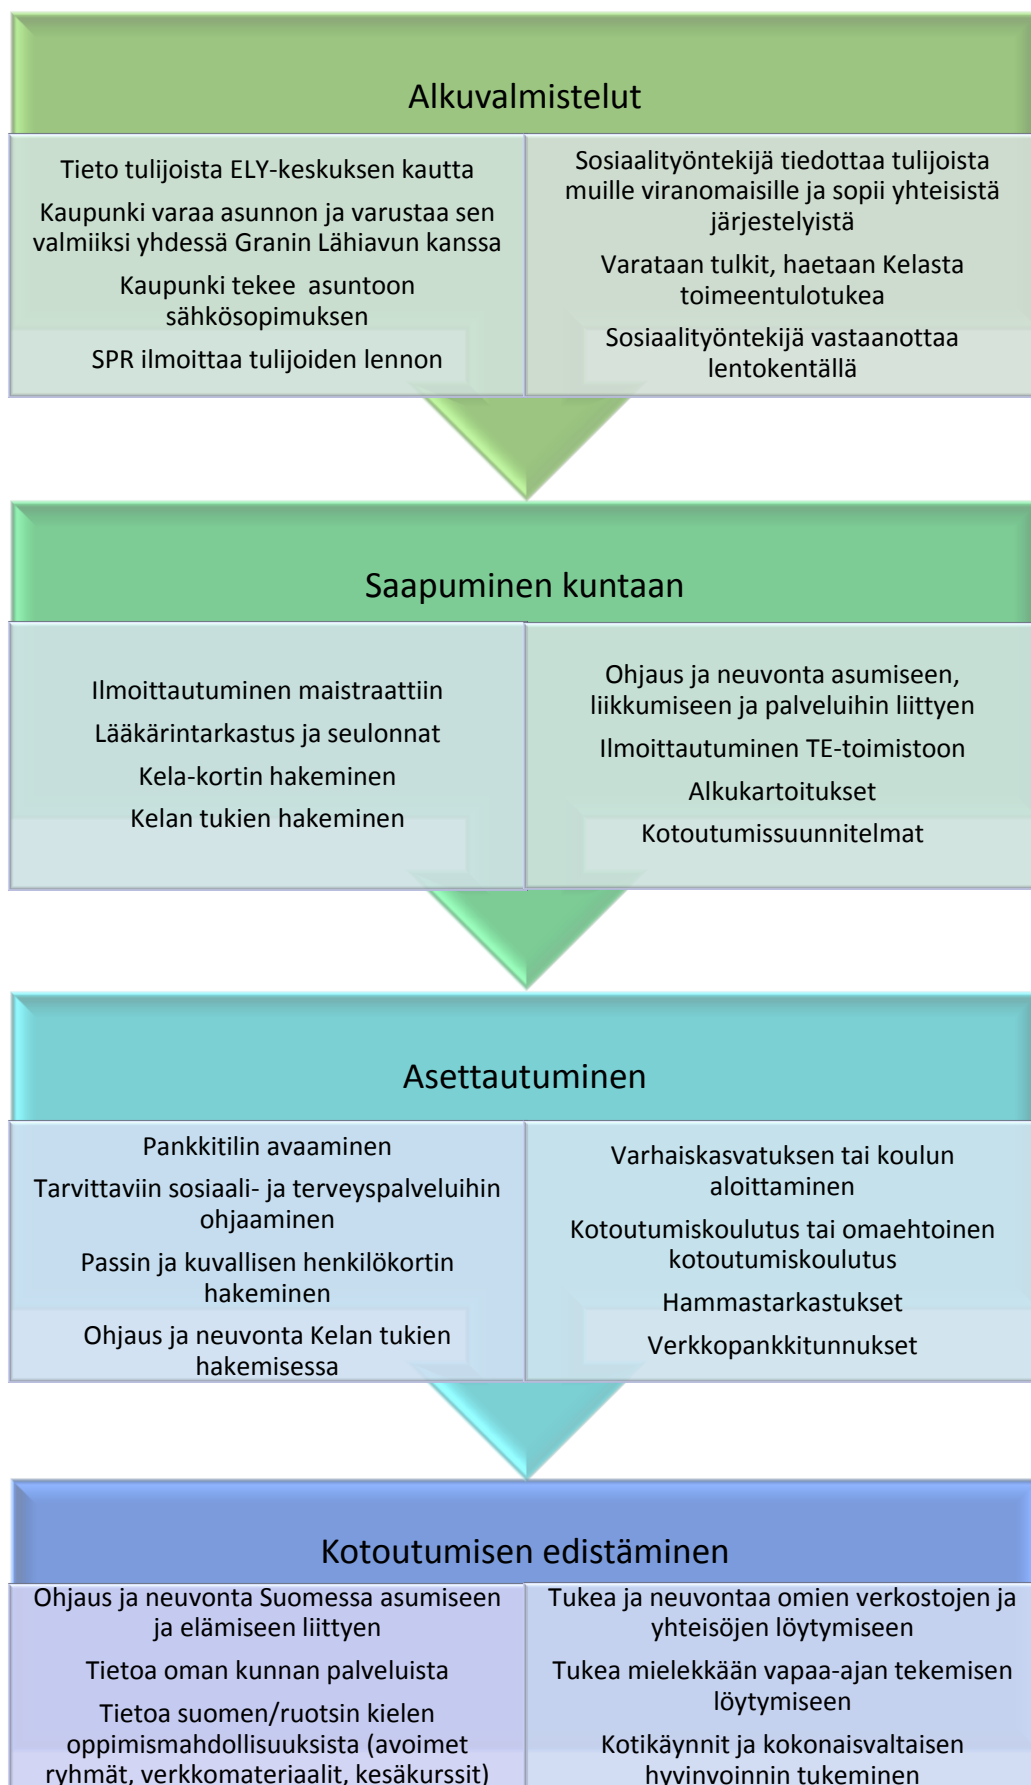 Alkuvalmistelut
Tieto tulijoista ELY-keskuksen kautta
Kaupunki varaa asunnon ja varustaa sen
valmiiksi yhdessä Granin Lähiavun kanssa
Kaupunki tekee asuntoon
sähkösopimuksen
SPR ilmoittaa tulijoiden lennon
Sosiaalityöntekijä tiedottaa tulijoista
muille viranomaisille ja sopii yhteisistä
järjestelyistä
Varataan tulkit, haetaan Kelasta
toimeentulotukea
Sosiaalityöntekijä vastaanottaa
lentokentällä
Saapuminen kuntaan
Ilmoittautuminen maistraattiin
Lääkärintarkastus ja seulonnat
Kela-kortin hakeminen
Kelan tukien hakeminen
Ohjaus ja neuvonta asumiseen,
liikkumiseen ja palveluihin liittyen
Ilmoittautuminen TE-toimistoon
Alkukartoitukset
Kotoutumissuunnitelmat
Asettautuminen
Pankkitilin avaaminen
Tarvittaviin sosiaali- ja terveyspalveluihin
ohjaaminen
Passin ja kuvallisen henkilökortin
hakeminen
Ohjaus ja neuvonta Kelan tukien
hakemisessa
Varhaiskasvatuksen tai koulun
aloittaminen
Kotoutumiskoulutus tai omaehtoinen
kotoutumiskoulutus
Hammastarkastukset
Verkkopankkitunnukset
Kotoutumisen edistäminen
Ohjaus ja neuvonta Suomessa asumiseen
ja elämiseen liittyen
Tietoa oman kunnan palveluista
Tietoa suomen/ruotsin kielen
oppimismahdollisuuksista (avoimet
ryhmät, verkkomateriaalit, kesäkurssit)
Tukea ja neuvontaa omien verkostojen ja
yhteisöjen löytymiseen
Tukea mielekkään vapaa-ajan tekemisen
löytymiseen
Kotikäynnit ja kokonaisvaltaisen
hyvinvoinnin tukeminen